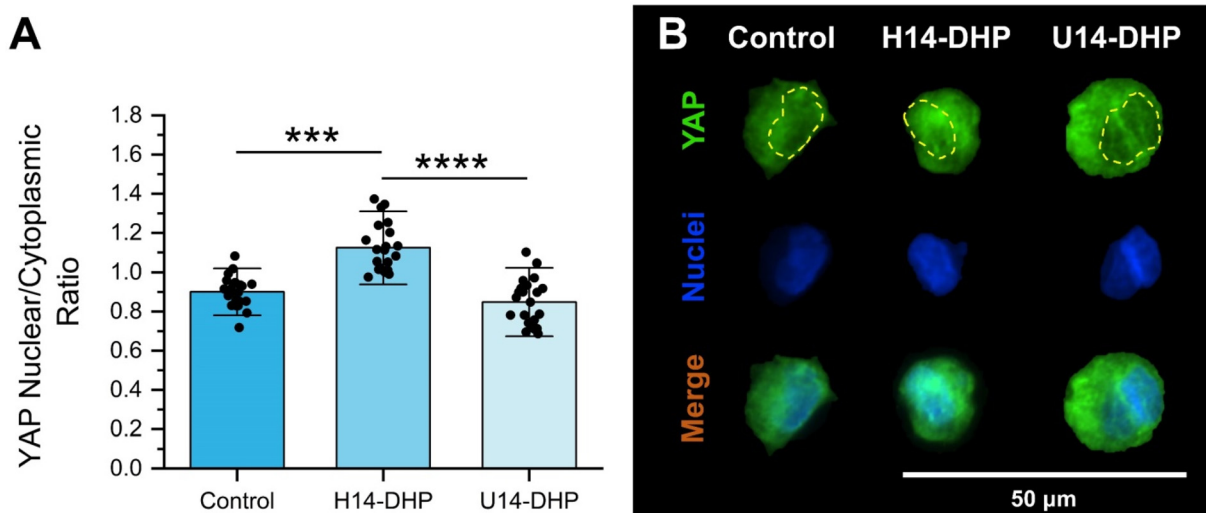 A
YAP Nuclear/Cytoplasmic
Ratio
1.8
1.6
1.4
1.2
1.0
0.8
0.6
0.4
0.2
0.0
***
****
Control
H14-DHP
U14-DHP
B
Control
H14-DHP
U14-DHP
YAP
Nuclei
Merge
50 μm